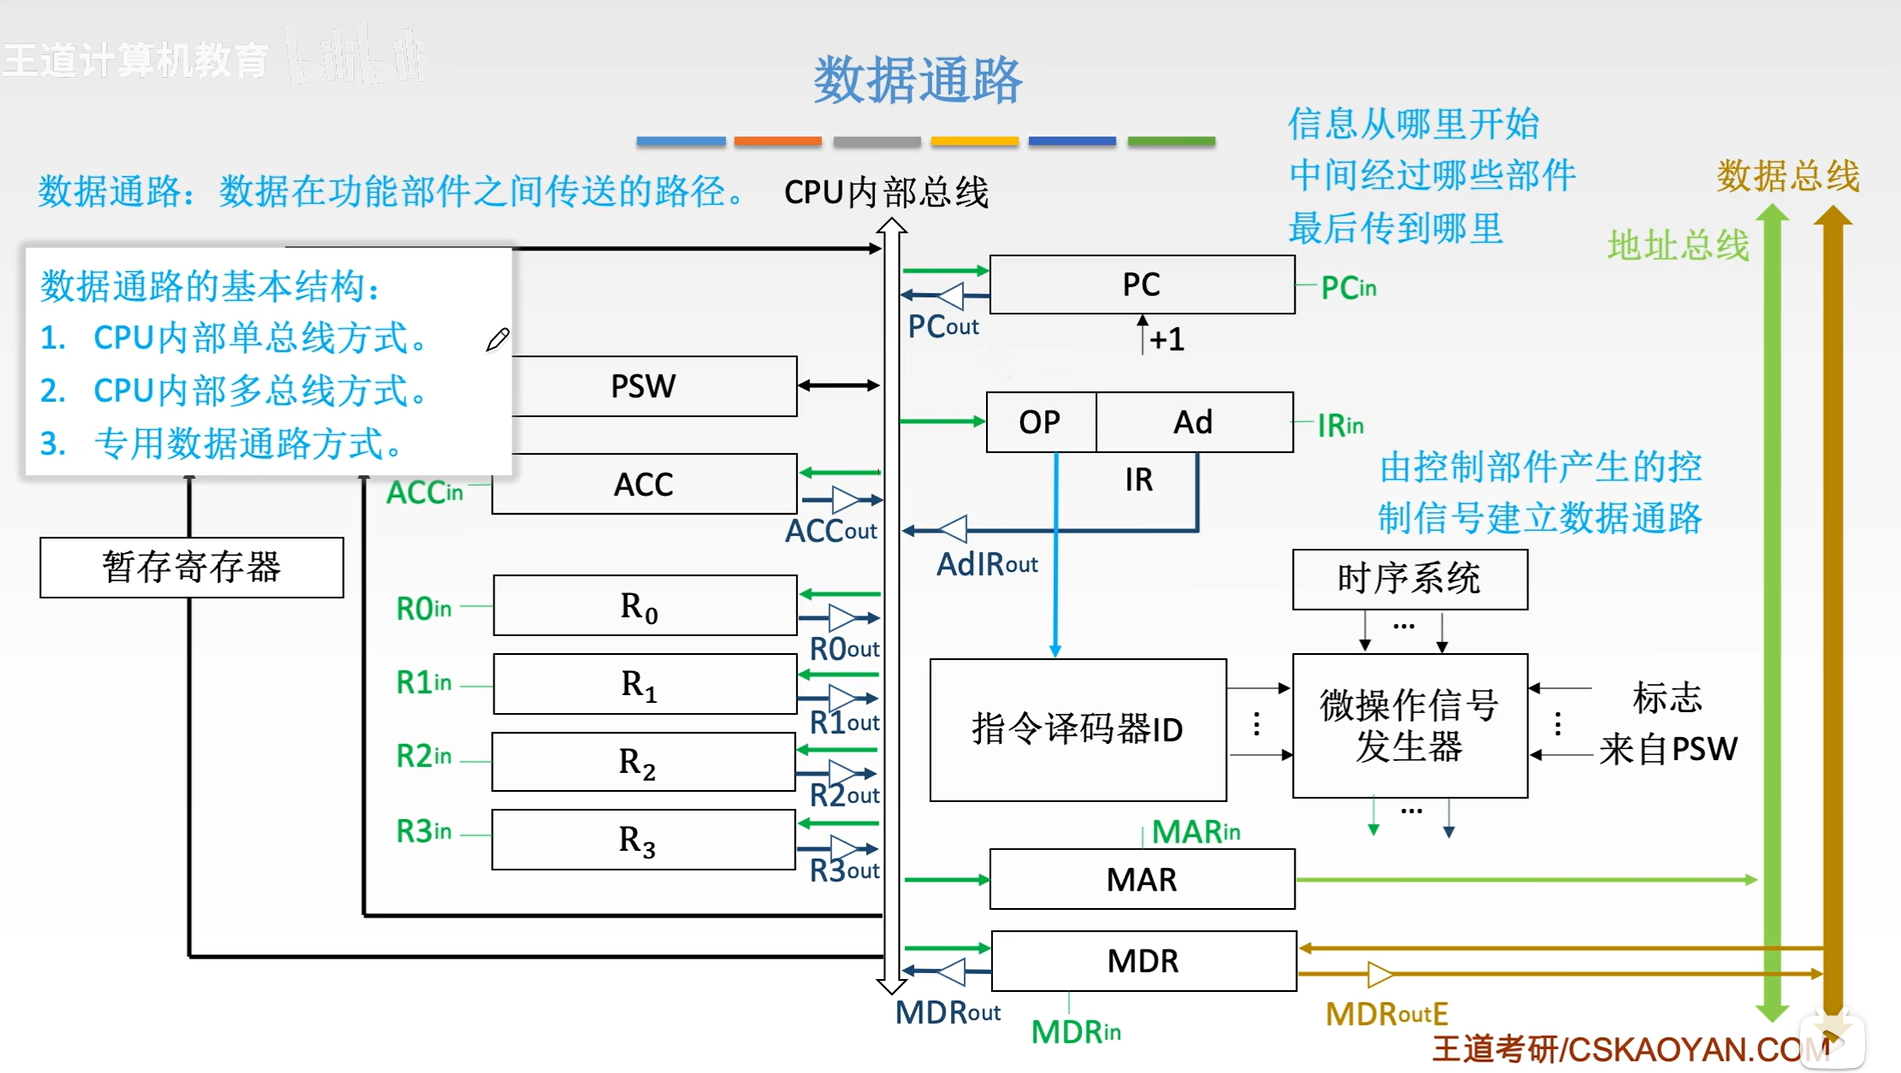 王道计算机教育 bilibili
数据通路
信息从哪里开始
中间经过哪些部件
最后传到哪里
数据总线
地址总线
数据通路：数据在功能部件之间传送的路径。
CPU内部总线
数据通路的基本结构：
1. CPU内部单总线方式。
2. CPU内部多总线方式。
3. 专用数据通路方式。
PC
PCin
PCout
+1
PSW
OP
Ad
IRin
IR
AdIRout
由控制部件产生的控
制信号建立数据通路
ACCin
ACC
ACCout
暂存寄存器
时序系统
...
R0in
R0
R0out
R1in
R1
R1out
R2in
R2
R2out
R3in
R3
R3out
指令译码器ID
...
微操作信号
发生器
...
标志
来自PSW
...
MARin
MAR
MDR
MDRout
MDRin
MDRoutE
王道考研/CSKAOYAN.COM